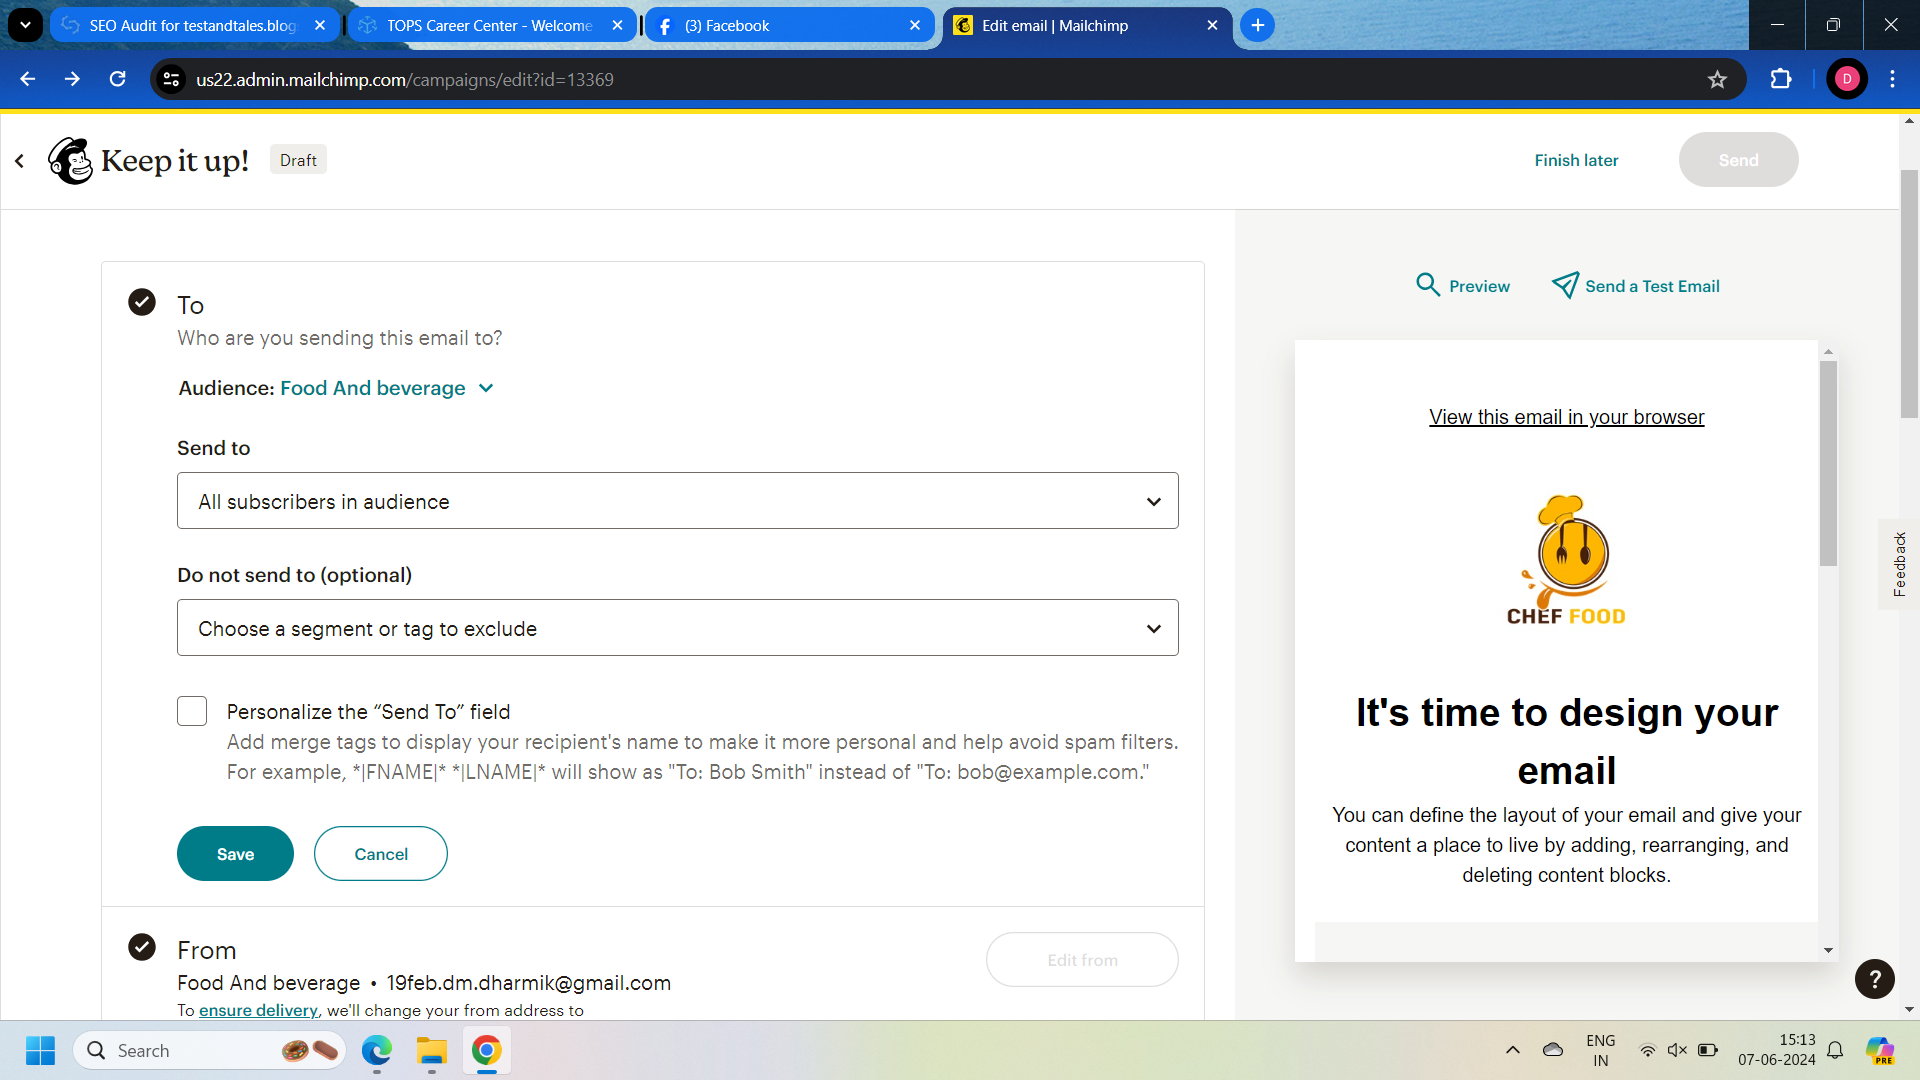 SEO Audit for testandtales.blog
TOPS Career Center - Welcome
(3) Facebook
Edit email | Mailchimp
us22.admin.mailchimp.com/campaigns/edit?id=13369
D
Keep it up!
Draft
Finish later
Send
To
Who are you sending this email to?
Audience: Food And beverage
Send to
All subscribers in audience
Do not send to (optional)
Choose a segment or tag to exclude
Personalize the “Send To” field
Add merge tags to display your recipient's name to make it more personal and help avoid spam filters.
For example, *|FNAME|* *|LNAME|* will show as "To: Bob Smith" instead of "To: bob@example.com."
Save
Cancel
From
Food And beverage • 19feb.dm.dharmik@gmail.com
To ensure delivery, we'll change your from address to
Edit from
Preview
Send a Test Email
View this email in your browser
CHEF FOOD
It's time to design your
email
You can define the layout of your email and give your
content a place to live by adding, rearranging, and
deleting content blocks.
Feedback
?
Search
ENG
IN
15:13
07-06-2024
PRE